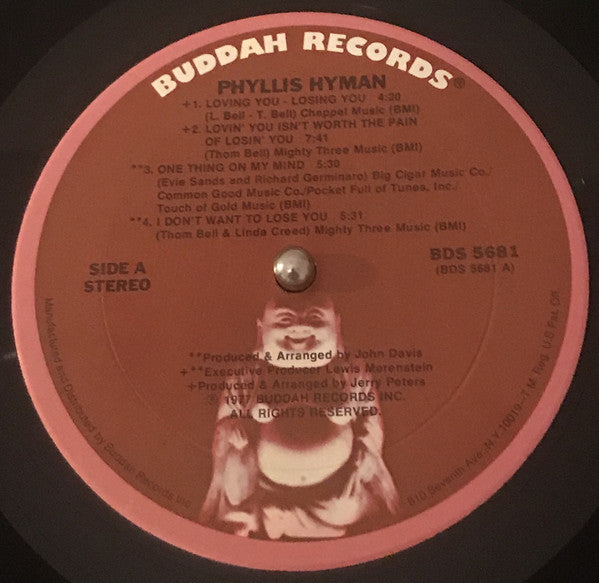 BUDDAH RECORDS®
PHYLLIS HYMAN
+1. LOVING YOU - LOSING YOU 4:20
(L. Bell - T. Bell) Chappel Music (BMI)
+2. LOVIN' YOU ISN'T WORTH THE PAIN
OF LOSIN' YOU 7:41
(Thom Bell) Mighty Three Music (BMI)
**3. ONE THING ON MY MIND 5:30
(Evie Sands and Richard Germinaro) Big Cigar Music Co./
Common Good Music Co./Pocket Full of Tunes, Inc./
Touch of Gold Music (BMI)
**4. I DON'T WANT TO LOSE YOU 5:31
(Thom Bell & Linda Creed) Mighty Three Music (BMI)
SIDE A
STEREO
BDS 5681
(BDS 5681 A)
**Produced & Arranged by John Davis
+**Executive Producer Lewis Merenstein
+Produced & Arranged by Jerry Peters
℗ 1977 BUDDAH RECORDS INC.
ALL RIGHTS RESERVED.
Manufactured and Distributed by Buddah Records Inc.
810 Seventh Ave., N.Y. 10019—T.M. Reg. U.S. Pat. Off.